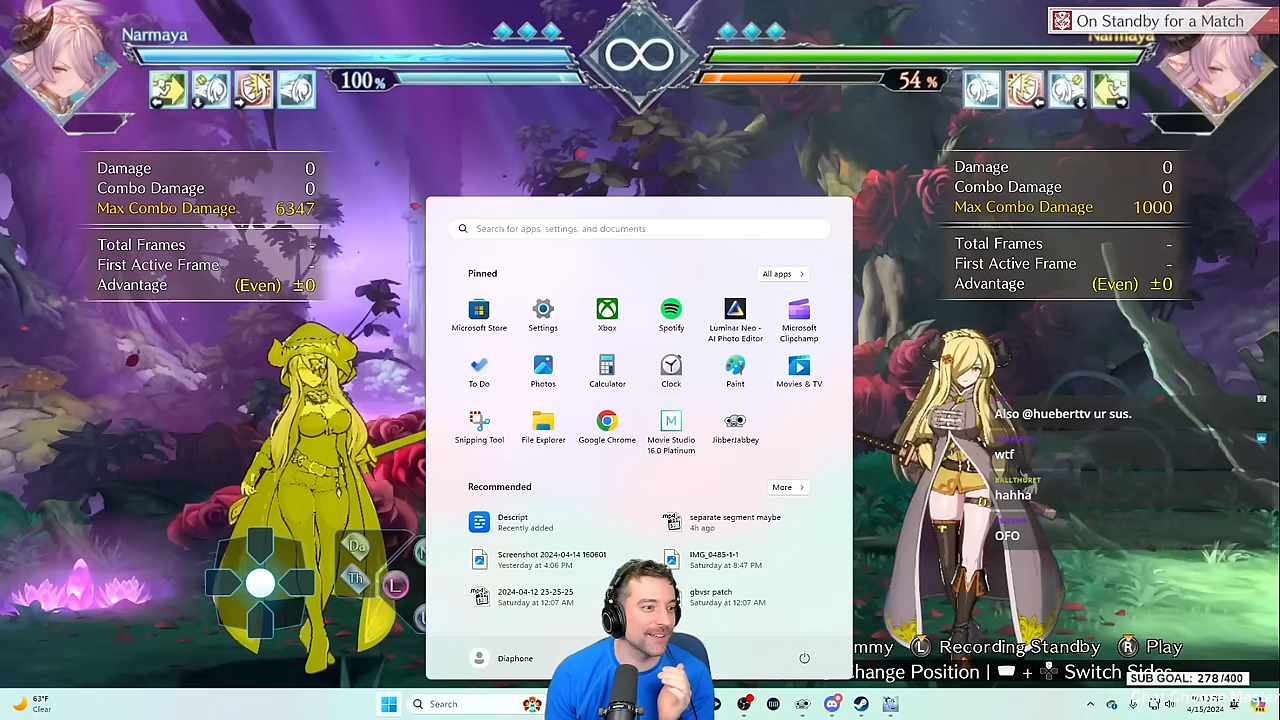 On Standby for a Match
Narmaya
Narmaya
100%
54%
Damage 0
Combo Damage 0
Max Combo Damage 6347
Total Frames -
First Active Frame -
Advantage (Even) ±0
Damage 0
Combo Damage 0
Max Combo Damage 1000
Total Frames -
First Active Frame -
Advantage (Even) ±0
Search for apps, settings, and documents
Pinned
All apps
Microsoft Store
Settings
Xbox
Spotify
Luminar Neo -
AI Photo Editor
Microsoft
Clipchamp
To Do
Photos
Calculator
Clock
Paint
Movies & TV
Snipping Tool
File Explorer
Google Chrome
Movie Studio
16.0 Platinum
JibberJabbey
Recommended
More
Descript
Recently added
separate segment maybe
4h ago
Screenshot 2024-04-14 160601
Yesterday at 4:06 PM
IMG_0485-1-1
Saturday at 8:47 PM
2024-04-12 23-25-25
Saturday at 12:07 AM
gbvsr patch
Saturday at 12:07 AM
Diaphone
Also @hueberttv ur sus.
wtf
BALLTHURET
hahha
OFO
Da
Th
L
mmy L Recording Standby R Play
Change Position | + Switch Sides
SUB GOAL: 278/400
63°F
Clear
Search
4/15/2024